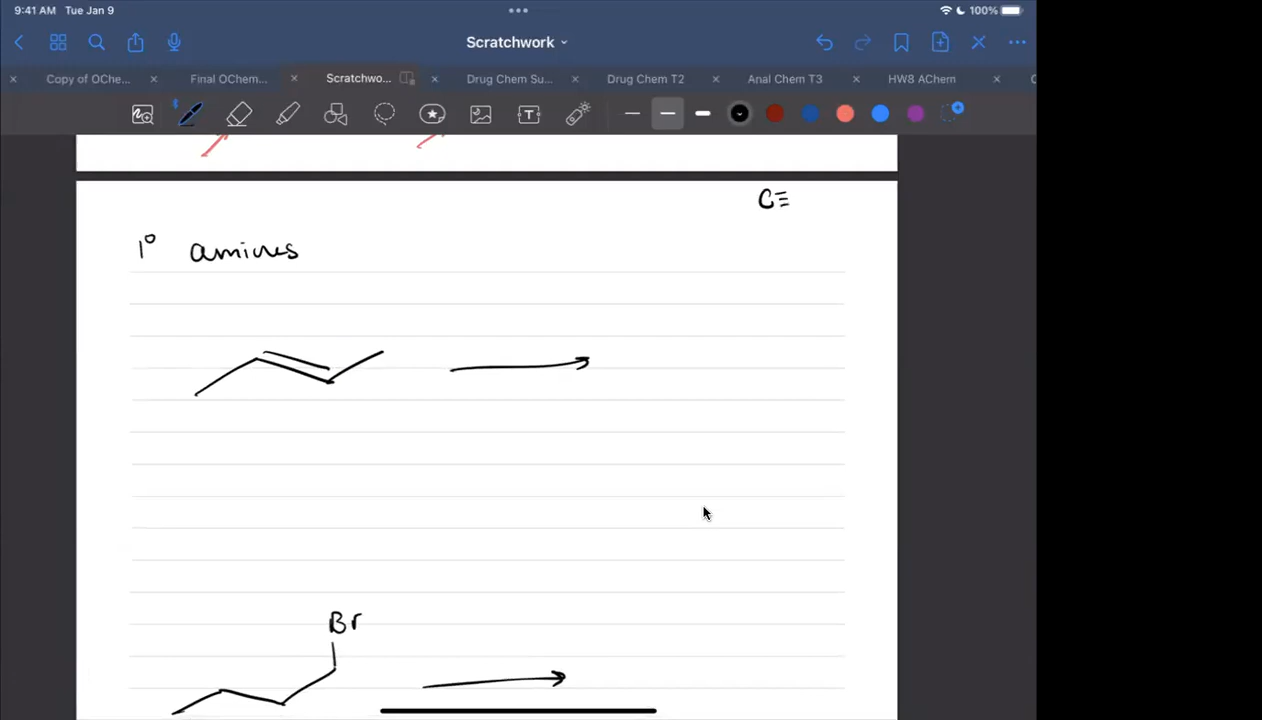 9:41 AM Tue Jan 9
100%
Scratchwork
Copy of OChe...
Final OChem...
Scratchwo...
Drug Chem Su...
Drug Chem T2
Anal Chem T3
HW8 AChem
C
T
C≡
1° amines
Br